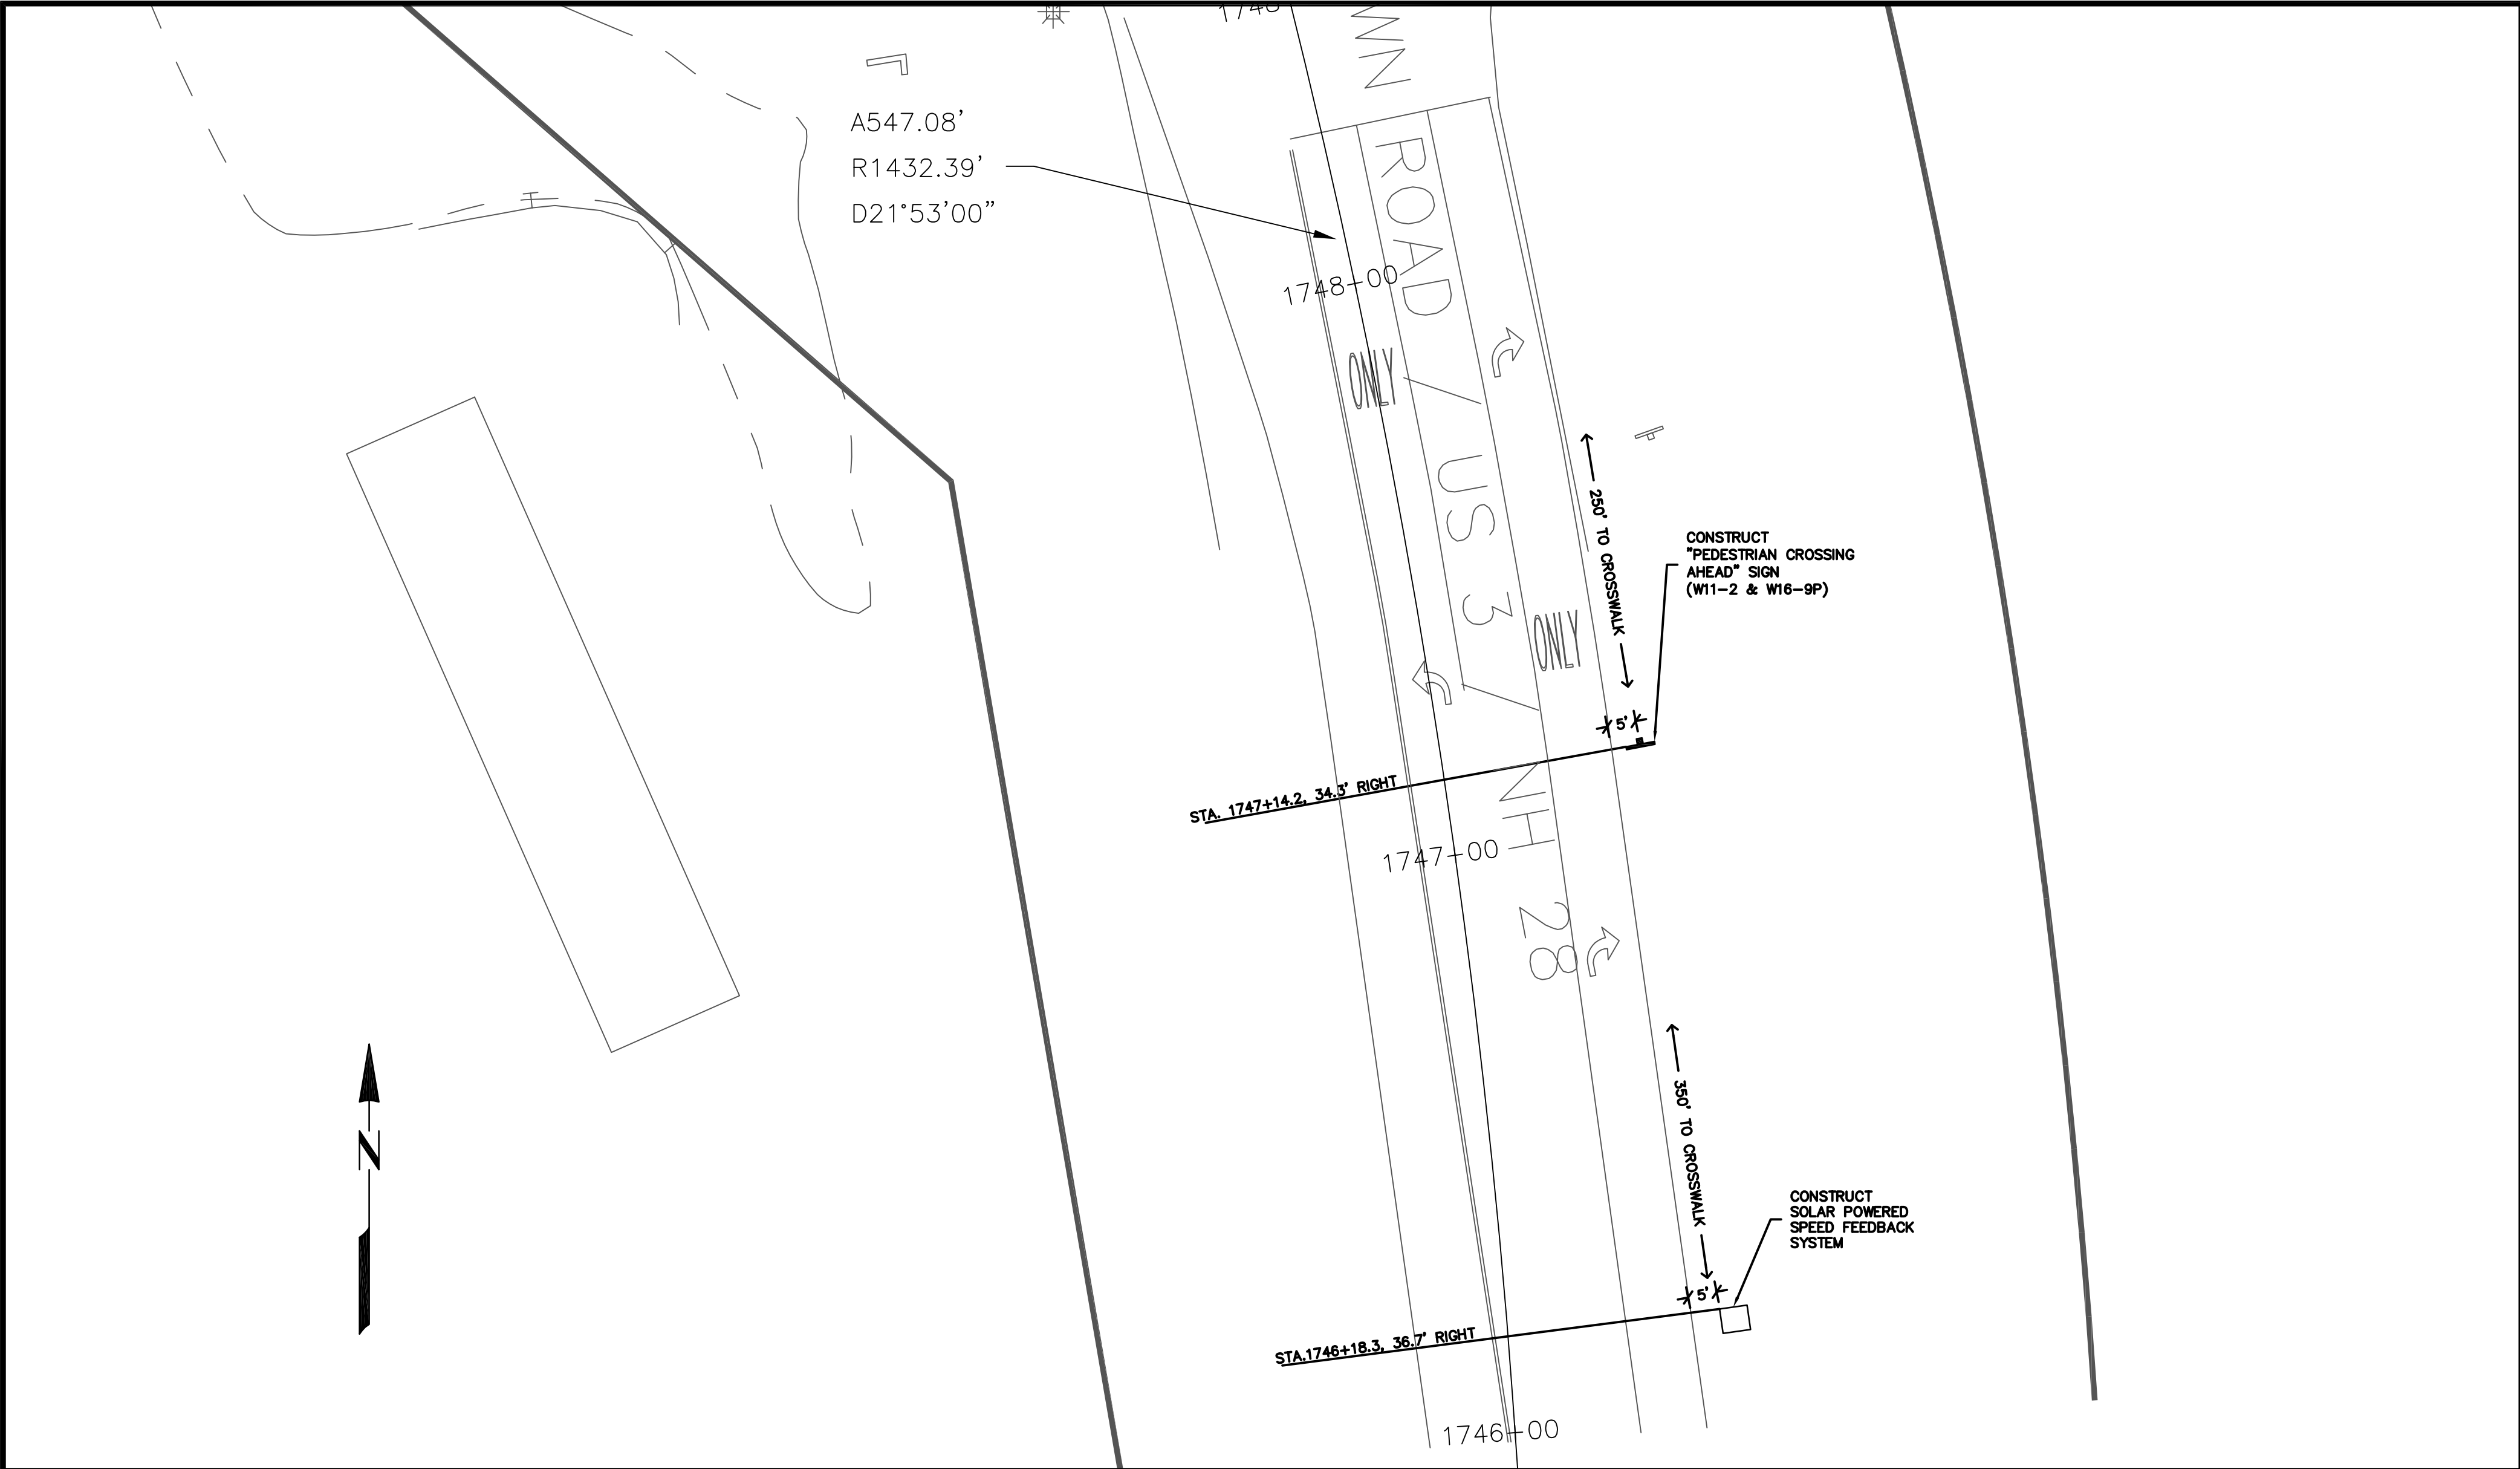 WN
ROAD / US 3 / NH 28
A547.08'
R1432.39'
D21°53'00"
1748-00
ONLY
250' TO CROSSWALK
CONSTRUCT
"PEDESTRIAN CROSSING
AHEAD" SIGN
(W11-2 & W16-9P)
ONLY
5'
STA. 1747+14.2, 34.3' RIGHT
1747-00
350' TO CROSSWALK
N
CONSTRUCT
SOLAR POWERED
SPEED FEEDBACK
SYSTEM
5'
STA.1746+18.3, 36.7' RIGHT
1746-00